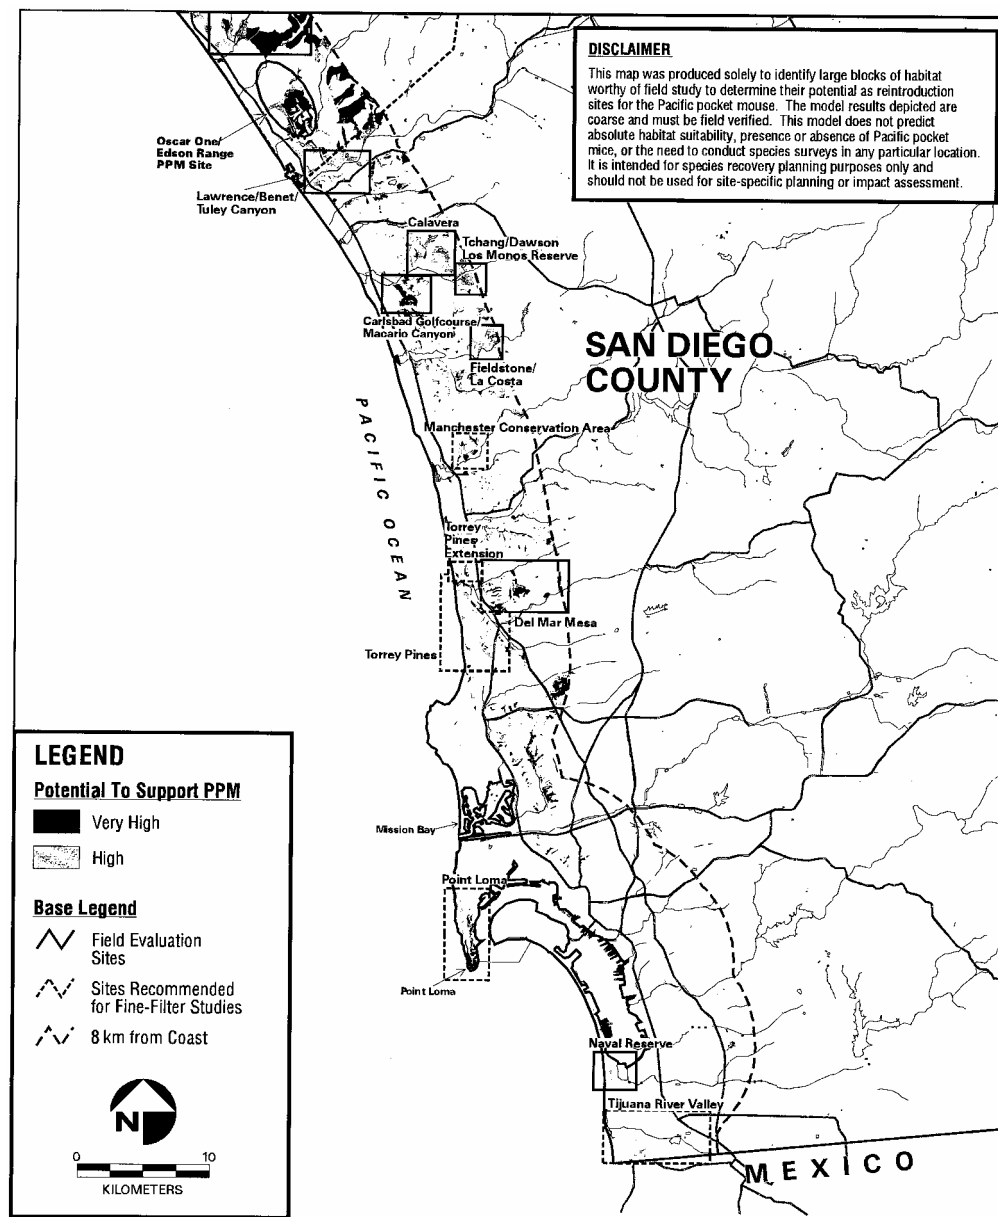 DISCLAIMER
This map was produced solely to identify large blocks of habitat
worthy of field study to determine their potential as reintroduction
sites for the Pacific pocket mouse. The model results depicted are
coarse and must be field verified. This model does not predict
absolute habitat suitability, presence or absence of Pacific pocket
mice, or the need to conduct species surveys in any particular location.
It is intended for species recovery planning purposes only and
should not be used for site-specific planning or impact assessment.
Oscar One/
Edson Range
PPM Site
Lawrence/Benet/
Tuley Canyon
Calavera
Tchang/Dawson
Los Monos Reserve
Carlsbad Golfcourse/
Macario Canyon
SAN DIEGO
COUNTY
Fieldstone/
La Costa
PACIFIC OCEAN
Manchester Conservation Area
Torrey
Pines
Extension
Del Mar Mesa
Torrey Pines
Mission Bay
Point Loma
Point Loma
Naval Reserve
Tijuana River Valley
MEXICO
LEGEND
Potential To Support PPM
Very High
High
Base Legend
Field Evaluation
Sites
Sites Recommended
for Fine-Filter Studies
8 km from Coast
N
0 10
KILOMETERS